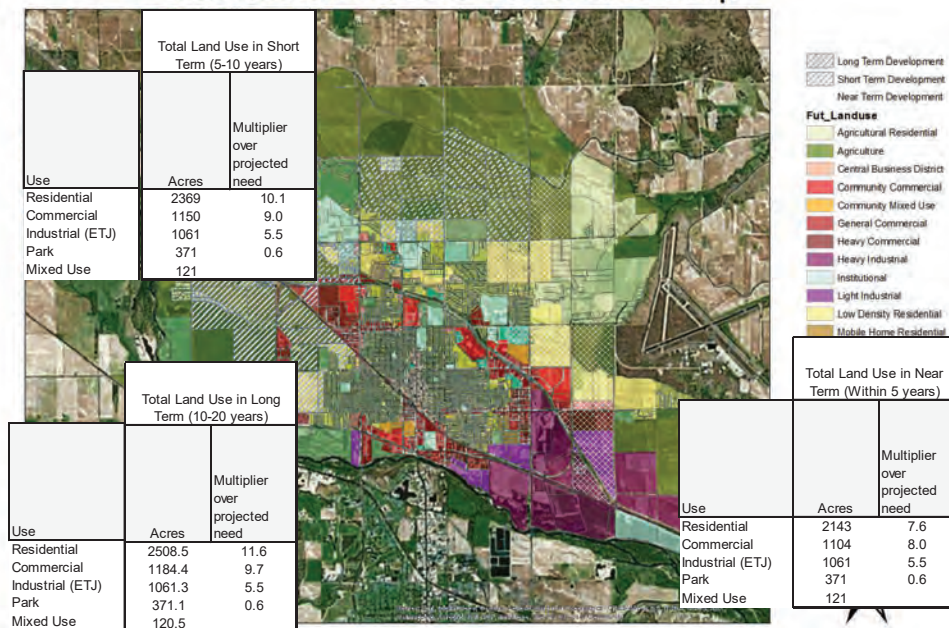 Total Land Use in Short
Term (5-10 years)
Use Acres Multiplier
over
projected
need
Residential 2369 10.1
Commercial 1150 9.0
Industrial (ETJ) 1061 5.5
Park 371 0.6
Mixed Use 121
Long Term Development
Short Term Development
Near Term Development
Fut_Landuse
Agricultural Residential
Agriculture
Central Business District
Community Commercial
Community Mixed Use
General Commercial
Heavy Commercial
Heavy Industrial
Institutional
Light Industrial
Low Density Residential
Mobile Home Residential
Total Land Use in Long
Term (10-20 years)
Use Acres Multiplier
over
projected
need
Residential 2508.5 11.6
Commercial 1184.4 9.7
Industrial (ETJ) 1061.3 5.5
Park 371.1 0.6
Mixed Use 120.5
Total Land Use in Near
Term (Within 5 years)
Use Acres Multiplier
over
projected
need
Residential 2143 7.6
Commercial 1104 8.0
Industrial (ETJ) 1061 5.5
Park 371 0.6
Mixed Use 121